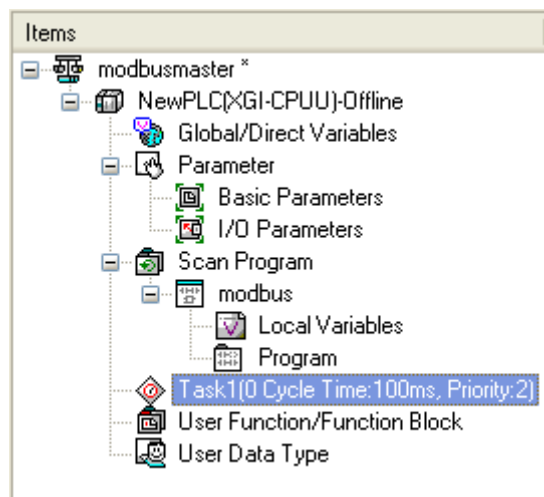 Items
modbusmaster *
NewPLC(XGI-CPUU)-Offline
Global/Direct Variables
Parameter
Basic Parameters
I/O Parameters
Scan Program
modbus
Local Variables
Program
Task1(0 Cycle Time:100ms, Priority:2)
User Function/Function Block
User Data Type